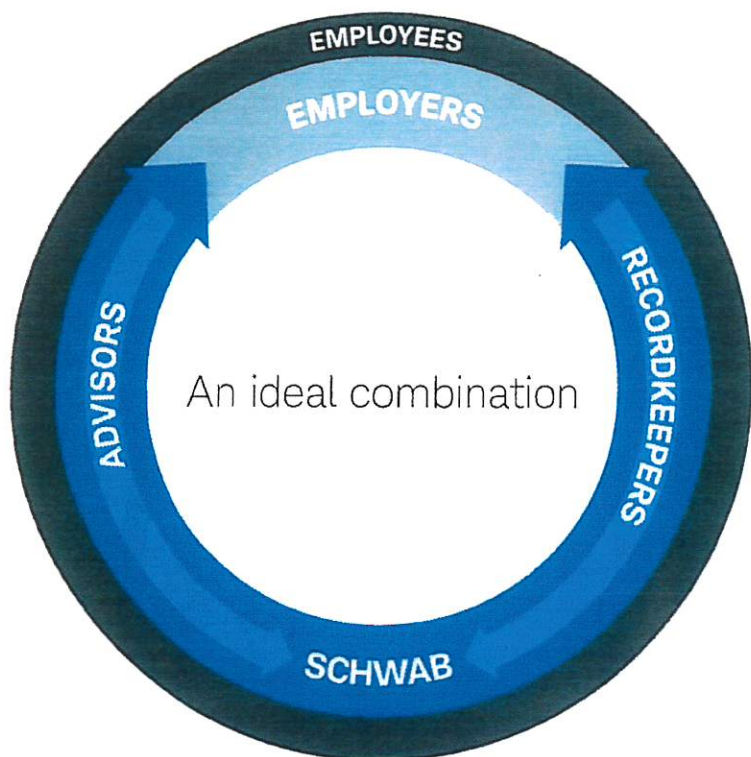 EMPLOYEES
EMPLOYERS
ADVISORS
RECORDKEEPERS
An ideal combination
SCHWAB